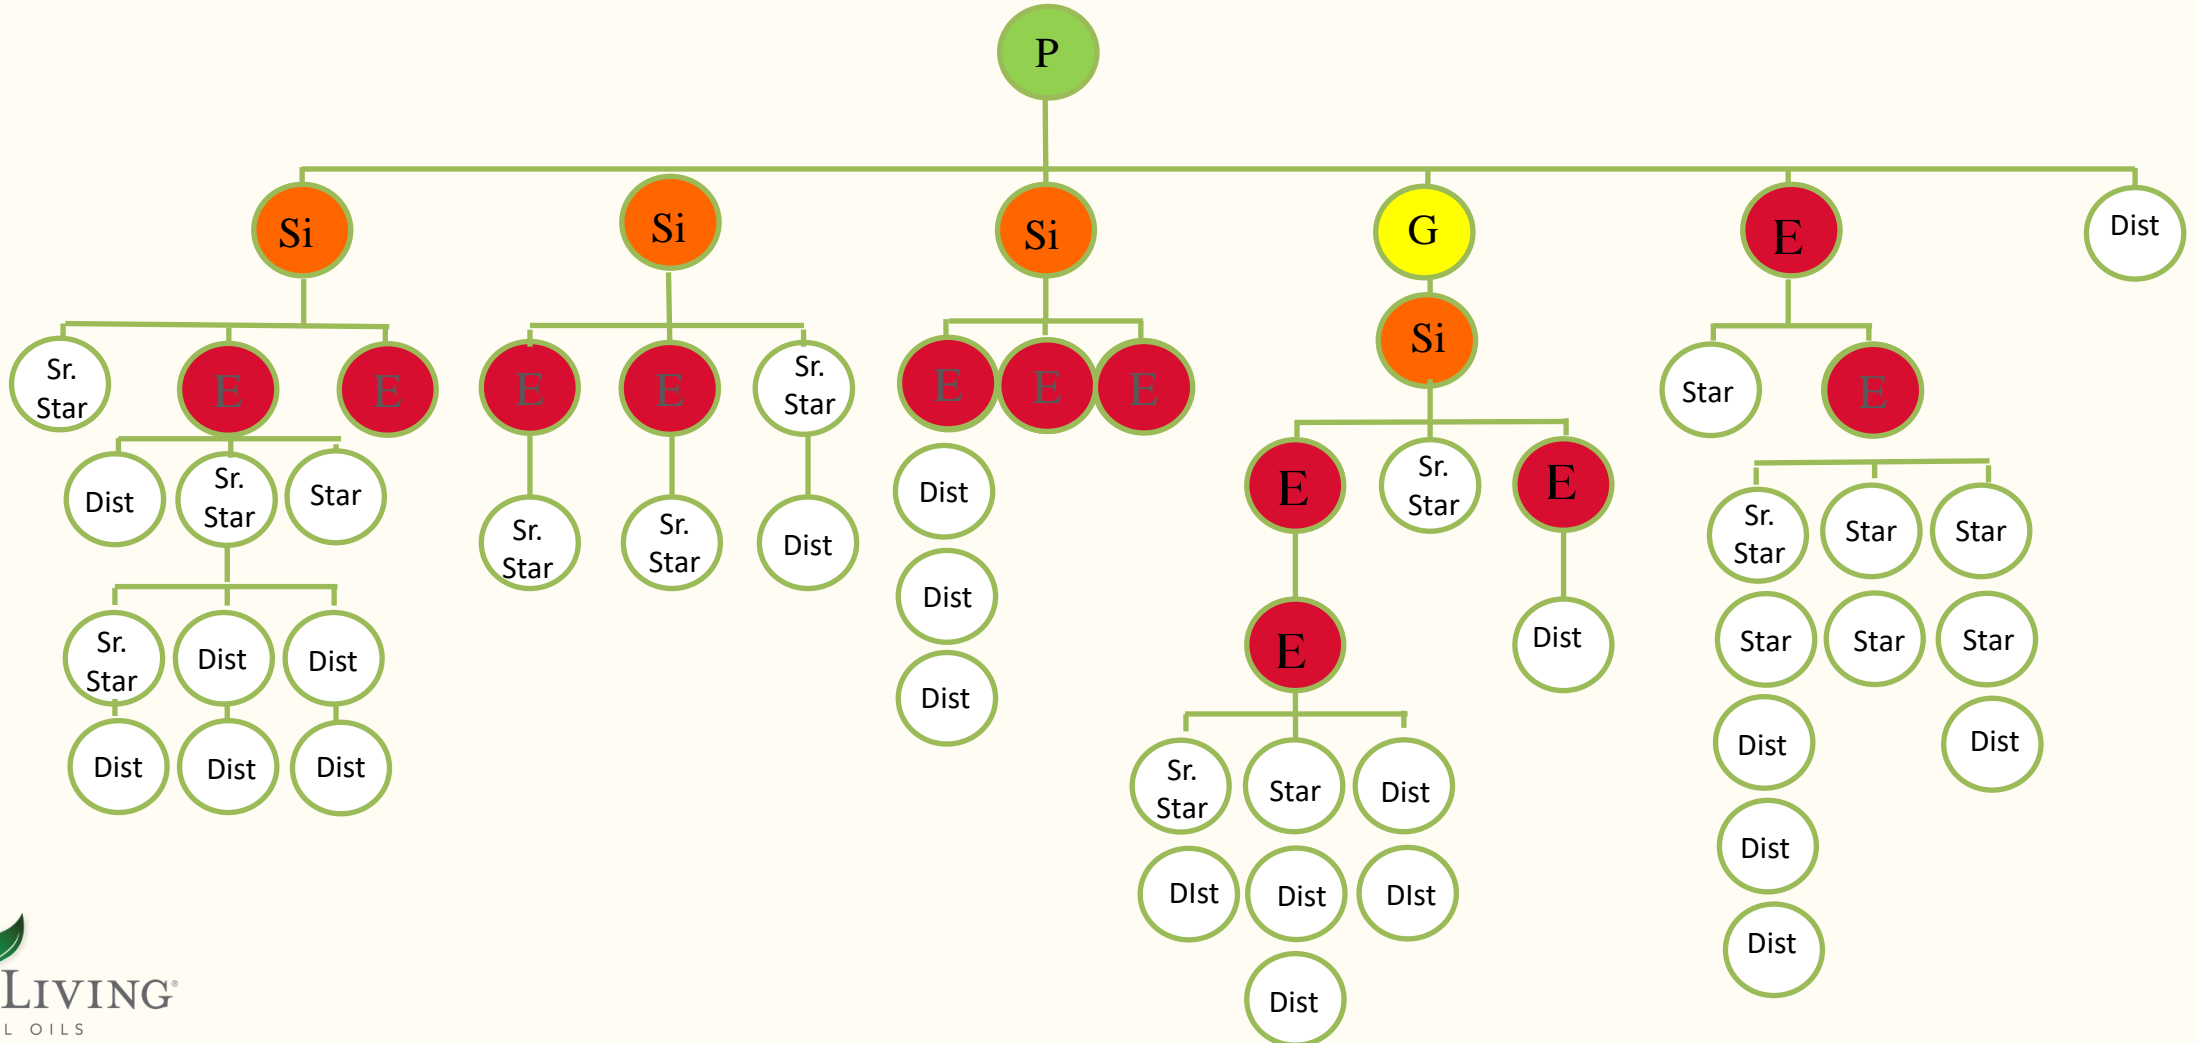 P
Si
Si
Si
G
E
Dist
Si
Sr.
Star
E
E
E
E
Sr.
Star
E
E
E
Star
E
Dist
Sr.
Star
Star
Sr.
Star
Sr.
Star
Dist
Dist
E
Sr.
Star
E
Sr.
Star
Star
Star
Dist
Sr.
Star
Dist
Dist
E
Dist
Star
Star
Star
Dist
Dist
Dist
Dist
Sr.
Star
Star
Dist
Dist
Dist
DIst
Dist
DIst
Dist
Dist
Dist
LIVING®
L OILS